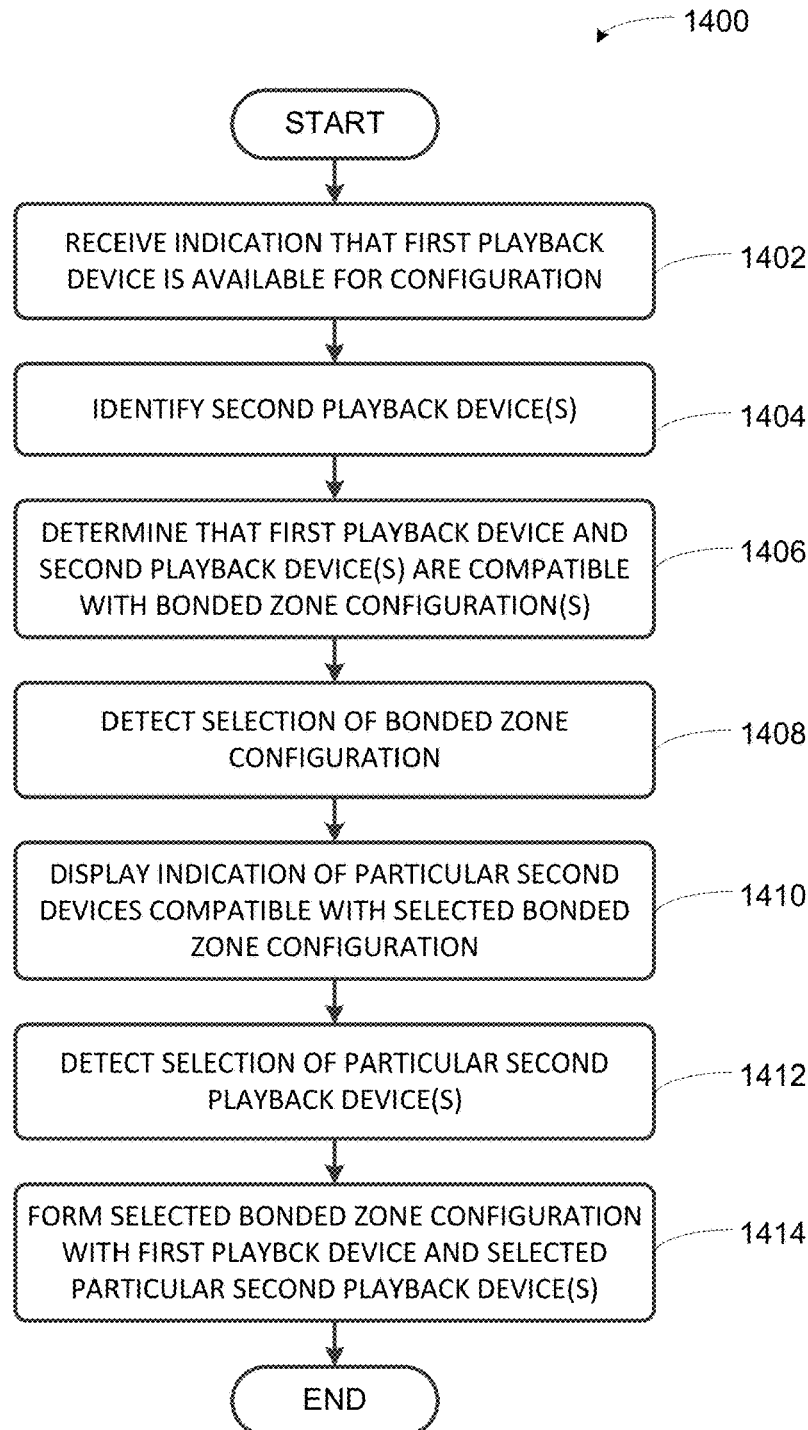 1400
START
RECEIVE INDICATION THAT FIRST PLAYBACK
DEVICE IS AVAILABLE FOR CONFIGURATION
1402
IDENTIFY SECOND PLAYBACK DEVICE(S)
1404
DETERMINE THAT FIRST PLAYBACK DEVICE AND
SECOND PLAYBACK DEVICE(S) ARE COMPATIBLE
WITH BONDED ZONE CONFIGURATION(S)
1406
DETECT SELECTION OF BONDED ZONE
CONFIGURATION
1408
DISPLAY INDICATION OF PARTICULAR SECOND
DEVICES COMPATIBLE WITH SELECTED BONDED
ZONE CONFIGURATION
1410
DETECT SELECTION OF PARTICULAR SECOND
PLAYBACK DEVICE(S)
1412
FORM SELECTED BONDED ZONE CONFIGURATION
WITH FIRST PLAYBCK DEVICE AND SELECTED
PARTICULAR SECOND PLAYBACK DEVICE(S)
1414
END